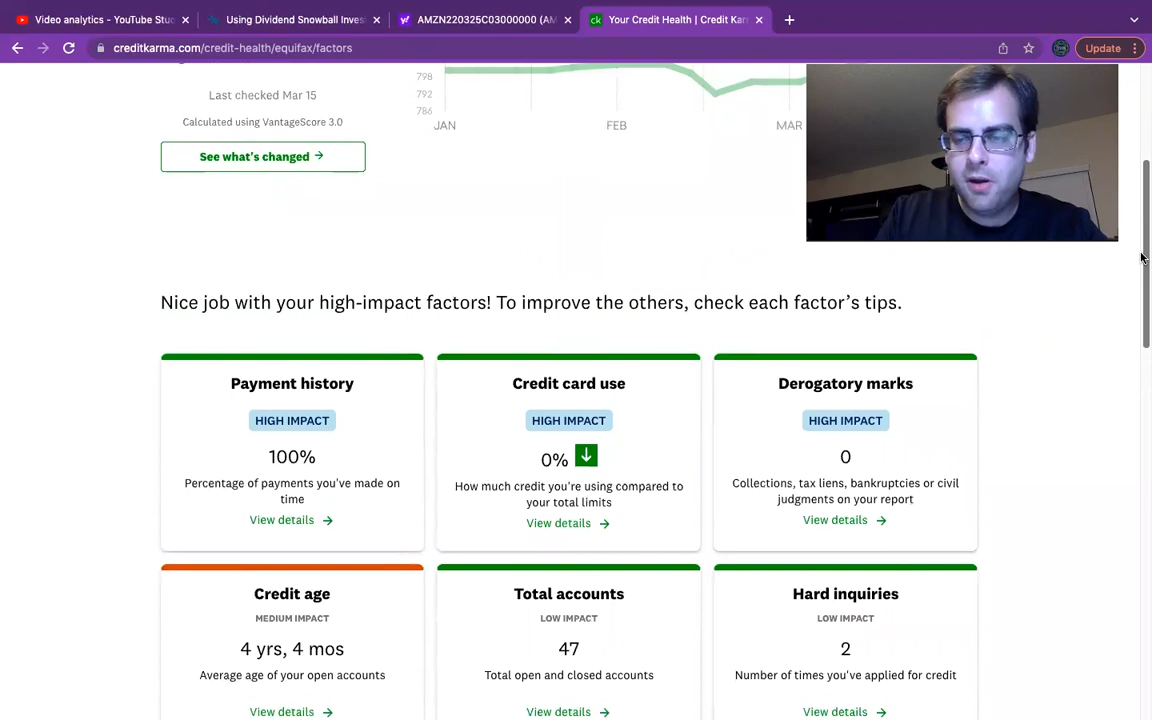 Video analytics - YouTube Stud
Using Dividend Snowball Inves
AMZN220325C03000000 (AM
Your Credit Health | Credit Kar
creditkarma.com/credit-health/equifax/factors
Update
798
792
786
JAN
FEB
MAR
Last checked Mar 15
Calculated using VantageScore 3.0
See what's changed
Nice job with your high-impact factors! To improve the others, check each factor's tips.
Payment history
HIGH IMPACT
100%
Percentage of payments you've made on
time
View details
Credit card use
HIGH IMPACT
0%
How much credit you're using compared to
your total limits
View details
Derogatory marks
HIGH IMPACT
0
Collections, tax liens, bankruptcies or civil
judgments on your report
View details
Credit age
MEDIUM IMPACT
4 yrs, 4 mos
Average age of your open accounts
View details
Total accounts
LOW IMPACT
47
Total open and closed accounts
View details
Hard inquiries
LOW IMPACT
2
Number of times you've applied for credit
View details